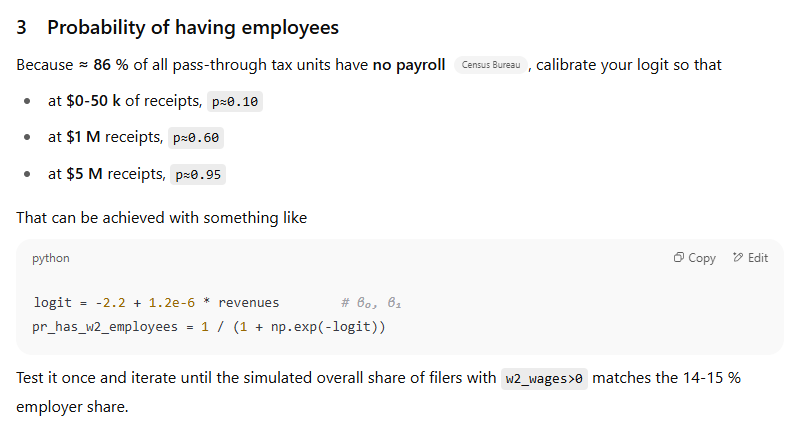 3 Probability of having employees
Because ≈ 86 % of all pass-through tax units have no payroll Census Bureau , calibrate your logit so that
• at $0-50 k of receipts, p≈0.10
• at $1 M receipts, p≈0.60
• at $5 M receipts, p≈0.95
That can be achieved with something like
python Copy Edit
logit = -2.2 + 1.2e-6 * revenues # β₀, β₁
pr_has_w2_employees = 1 / (1 + np.exp(-logit))
Test it once and iterate until the simulated overall share of filers with w2_wages>0 matches the 14-15 %
employer share.